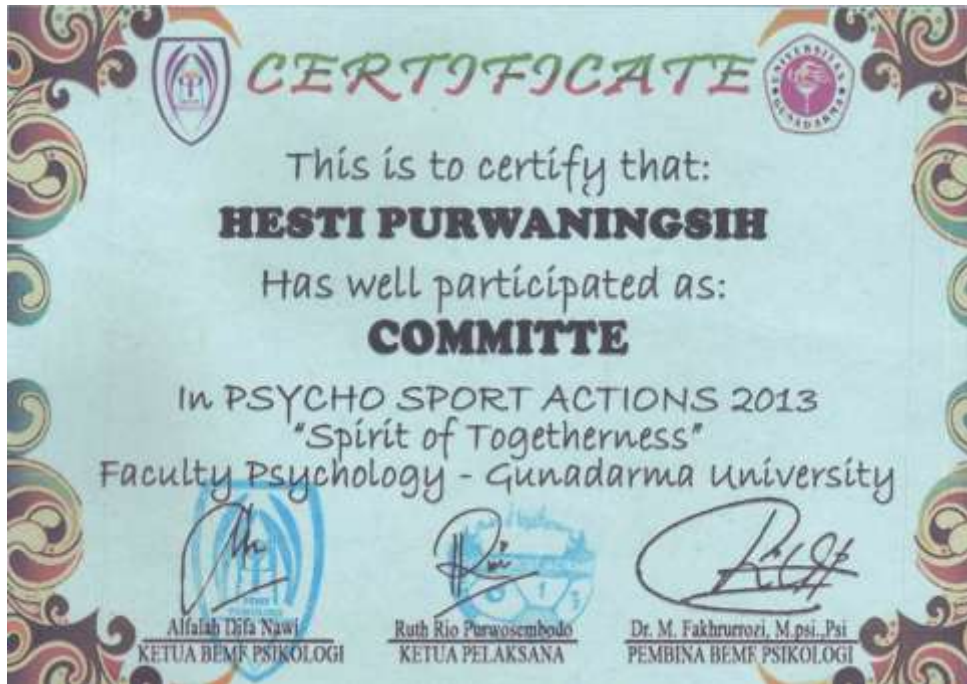 CERTIFICATE
UNIVERSITAS GUNADARMA
This is to certify that:
HESTI PURWANINGSIH
Has well participated as:
COMMITTE
In PSYCHO SPORT ACTIONS 2013
"Spirit of Togetherness"
Faculty Psychology - Gunadarma University
Alfalah Difa Nawi
Ruth Rio Purwosembodo
Dr. M. Fakhrurrozi, M.psi.,Psi
KETUA BEMF PSIKOLOGI
KETUA PELAKSANA
PEMBINA BEMF PSIKOLOGI